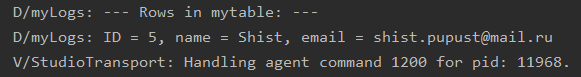 D/myLogs: --- Rows in mytable: ---
D/myLogs: ID = 5, name = Shist, email = shist.pupust@mail.ru
V/StudioTransport: Handling agent command 1200 for pid: 11968.